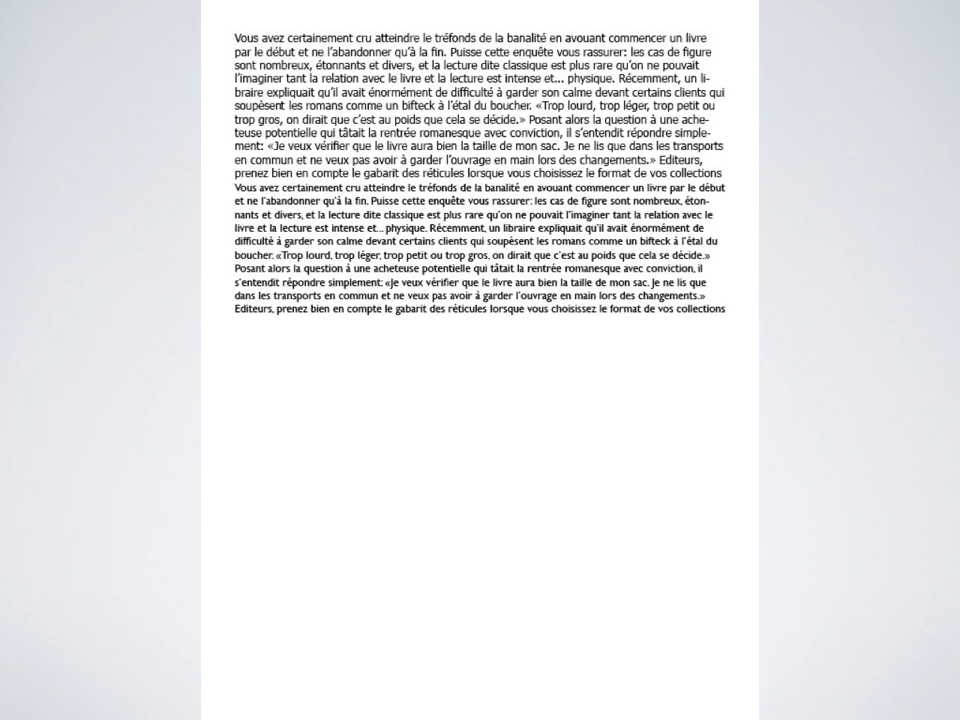 Vous avez certainement cru atteindre le tréfonds de la banalité en avouant commencer un livre
par le début et ne l’abandonner qu’à la fin. Puisse cette enquête vous rassurer: les cas de figure
sont nombreux, étonnants et divers, et la lecture dite classique est plus rare qu’on ne pouvait
l’imaginer tant la relation avec le livre et la lecture est intense et... physique. Récemment, un li-
braire expliquait qu’il avait énormément de difficulté à garder son calme devant certains clients qui
soupèsent les romans comme un bifteck à l’étal du boucher. «Trop lourd, trop léger, trop petit ou
trop gros, on dirait que c’est au poids que cela se décide.» Posant alors la question à une ache-
teuse potentielle qui tâtait la rentrée romanesque avec conviction, il s’entendit répondre simple-
ment: «Je veux vérifier que le livre aura bien la taille de mon sac. Je ne lis que dans les transports
en commun et ne veux pas avoir à garder l’ouvrage en main lors des changements.» Editeurs,
prenez bien en compte le gabarit des réticules lorsque vous choisissez le format de vos collections
Vous avez certainement cru atteindre le tréfonds de la banalité en avouant commencer un livre par le début
et ne l’abandonner qu’à la fin. Puisse cette enquête vous rassurer: les cas de figure sont nombreux, éton-
nants et divers, et la lecture dite classique est plus rare qu’on ne pouvait l’imaginer tant la relation avec le
livre et la lecture est intense et... physique. Récemment, un libraire expliquait qu’il avait énormément de
difficulté à garder son calme devant certains clients qui soupèsent les romans comme un bifteck à l’étal du
boucher. «Trop lourd, trop léger, trop petit ou trop gros, on dirait que c’est au poids que cela se décide.»
Posant alors la question à une acheteuse potentielle qui tâtait la rentrée romanesque avec conviction, il
s’entendit répondre simplement: «Je veux vérifier que le livre aura bien la taille de mon sac. Je ne lis que
dans les transports en commun et ne veux pas avoir à garder l’ouvrage en main lors des changements.»
Editeurs, prenez bien en compte le gabarit des réticules lorsque vous choisissez le format de vos collections